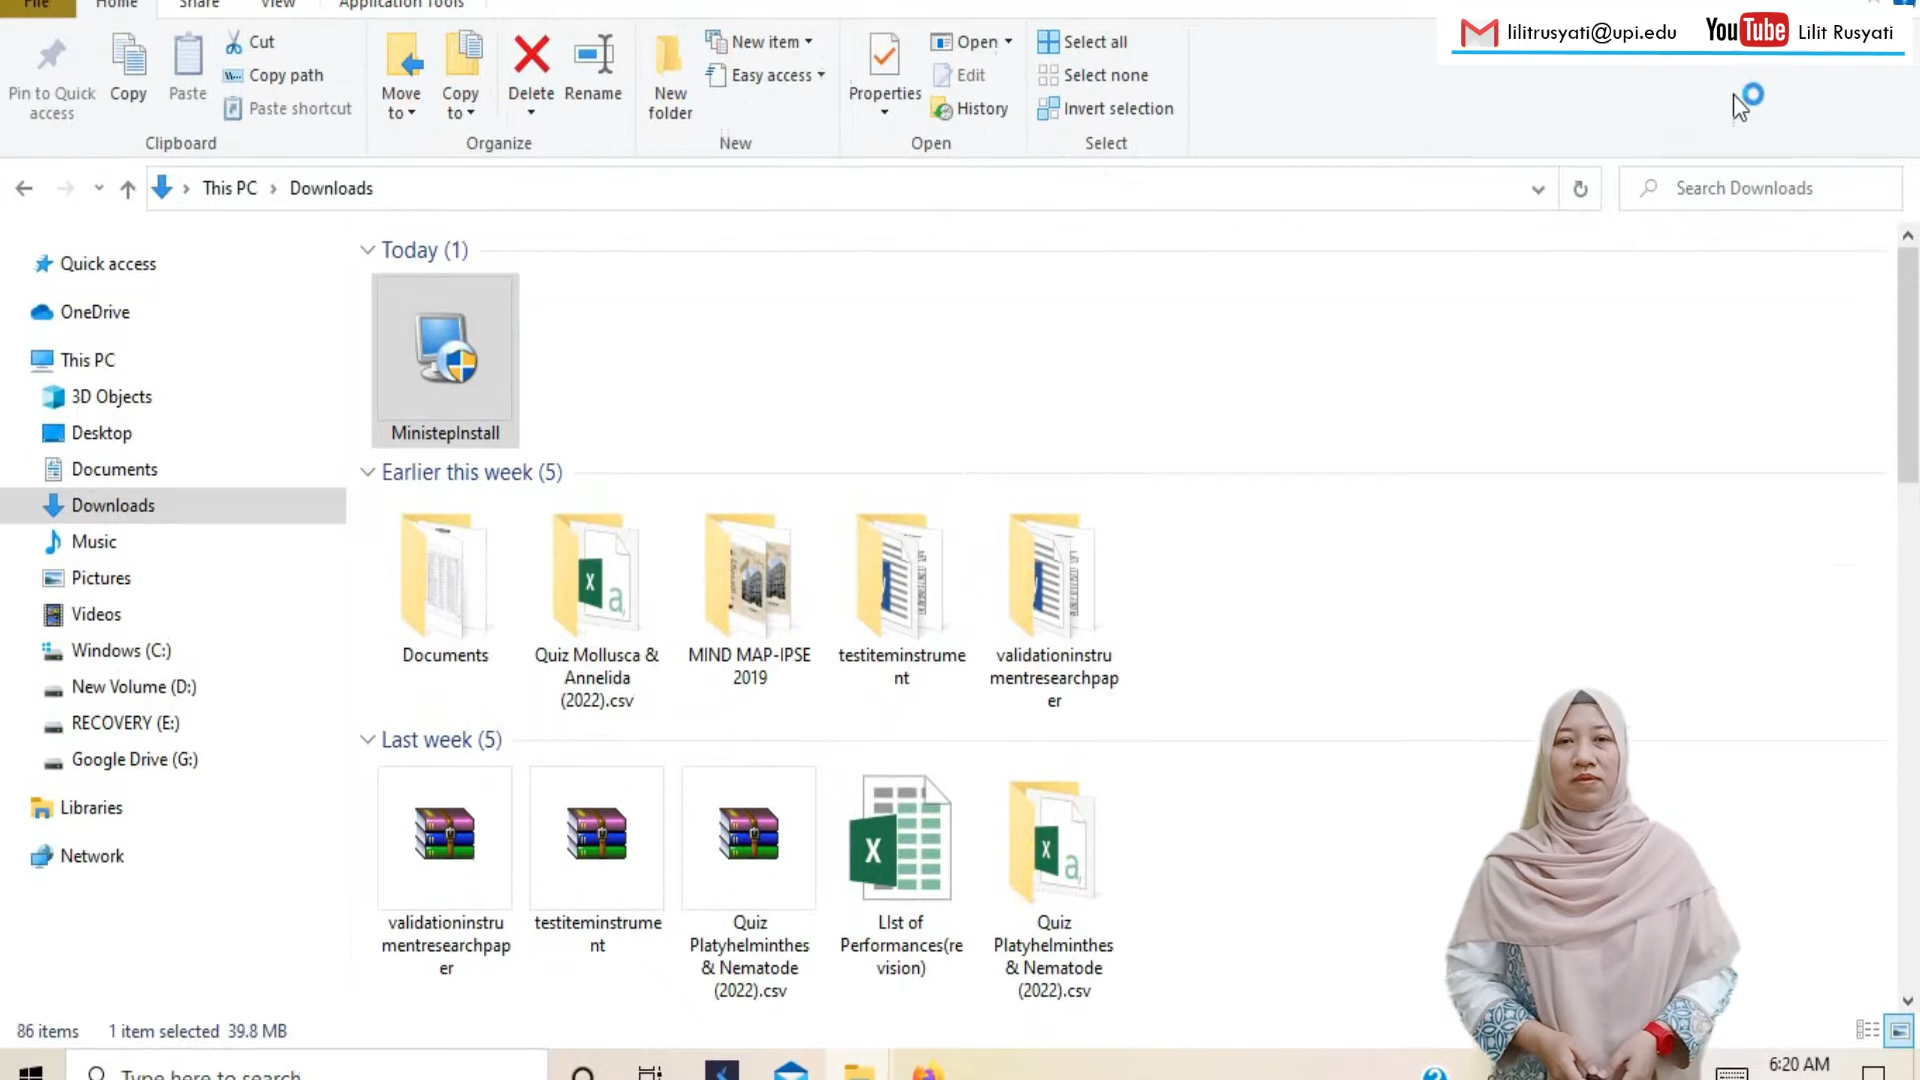 File Home Share View Application Tools
lilitrusyati@upi.edu YouTube Lilit Rusyati
Pin to Quick access
Copy
Paste
Cut
Copy path
Paste shortcut
Clipboard
Move to
Copy to
Delete
Rename
Organize
New folder
New item
Easy access
New
Properties
Open
Edit
History
Open
Select all
Select none
Invert selection
Select
This PC > Downloads
Search Downloads
Quick access
OneDrive
This PC
3D Objects
Desktop
Documents
Downloads
Music
Pictures
Videos
Windows (C:)
New Volume (D:)
RECOVERY (E:)
Google Drive (G:)
Libraries
Network
Today (1)
MinistepInstall
Earlier this week (5)
Documents
Quiz Mollusca &
Annelida
(2022).csv
MIND MAP-IPSE
2019
testiteminstrume
nt
validationinstru
mentresearchpap
er
Last week (5)
validationinstru
mentresearchpap
er
testiteminstrume
nt
Quiz
Platyhelminthes
& Nematode
(2022).csv
LIst of
Performances(re
vision)
Quiz
Platyhelminthes
& Nematode
(2022).csv
86 items 1 item selected 39.8 MB
Type here to search
6:20 AM